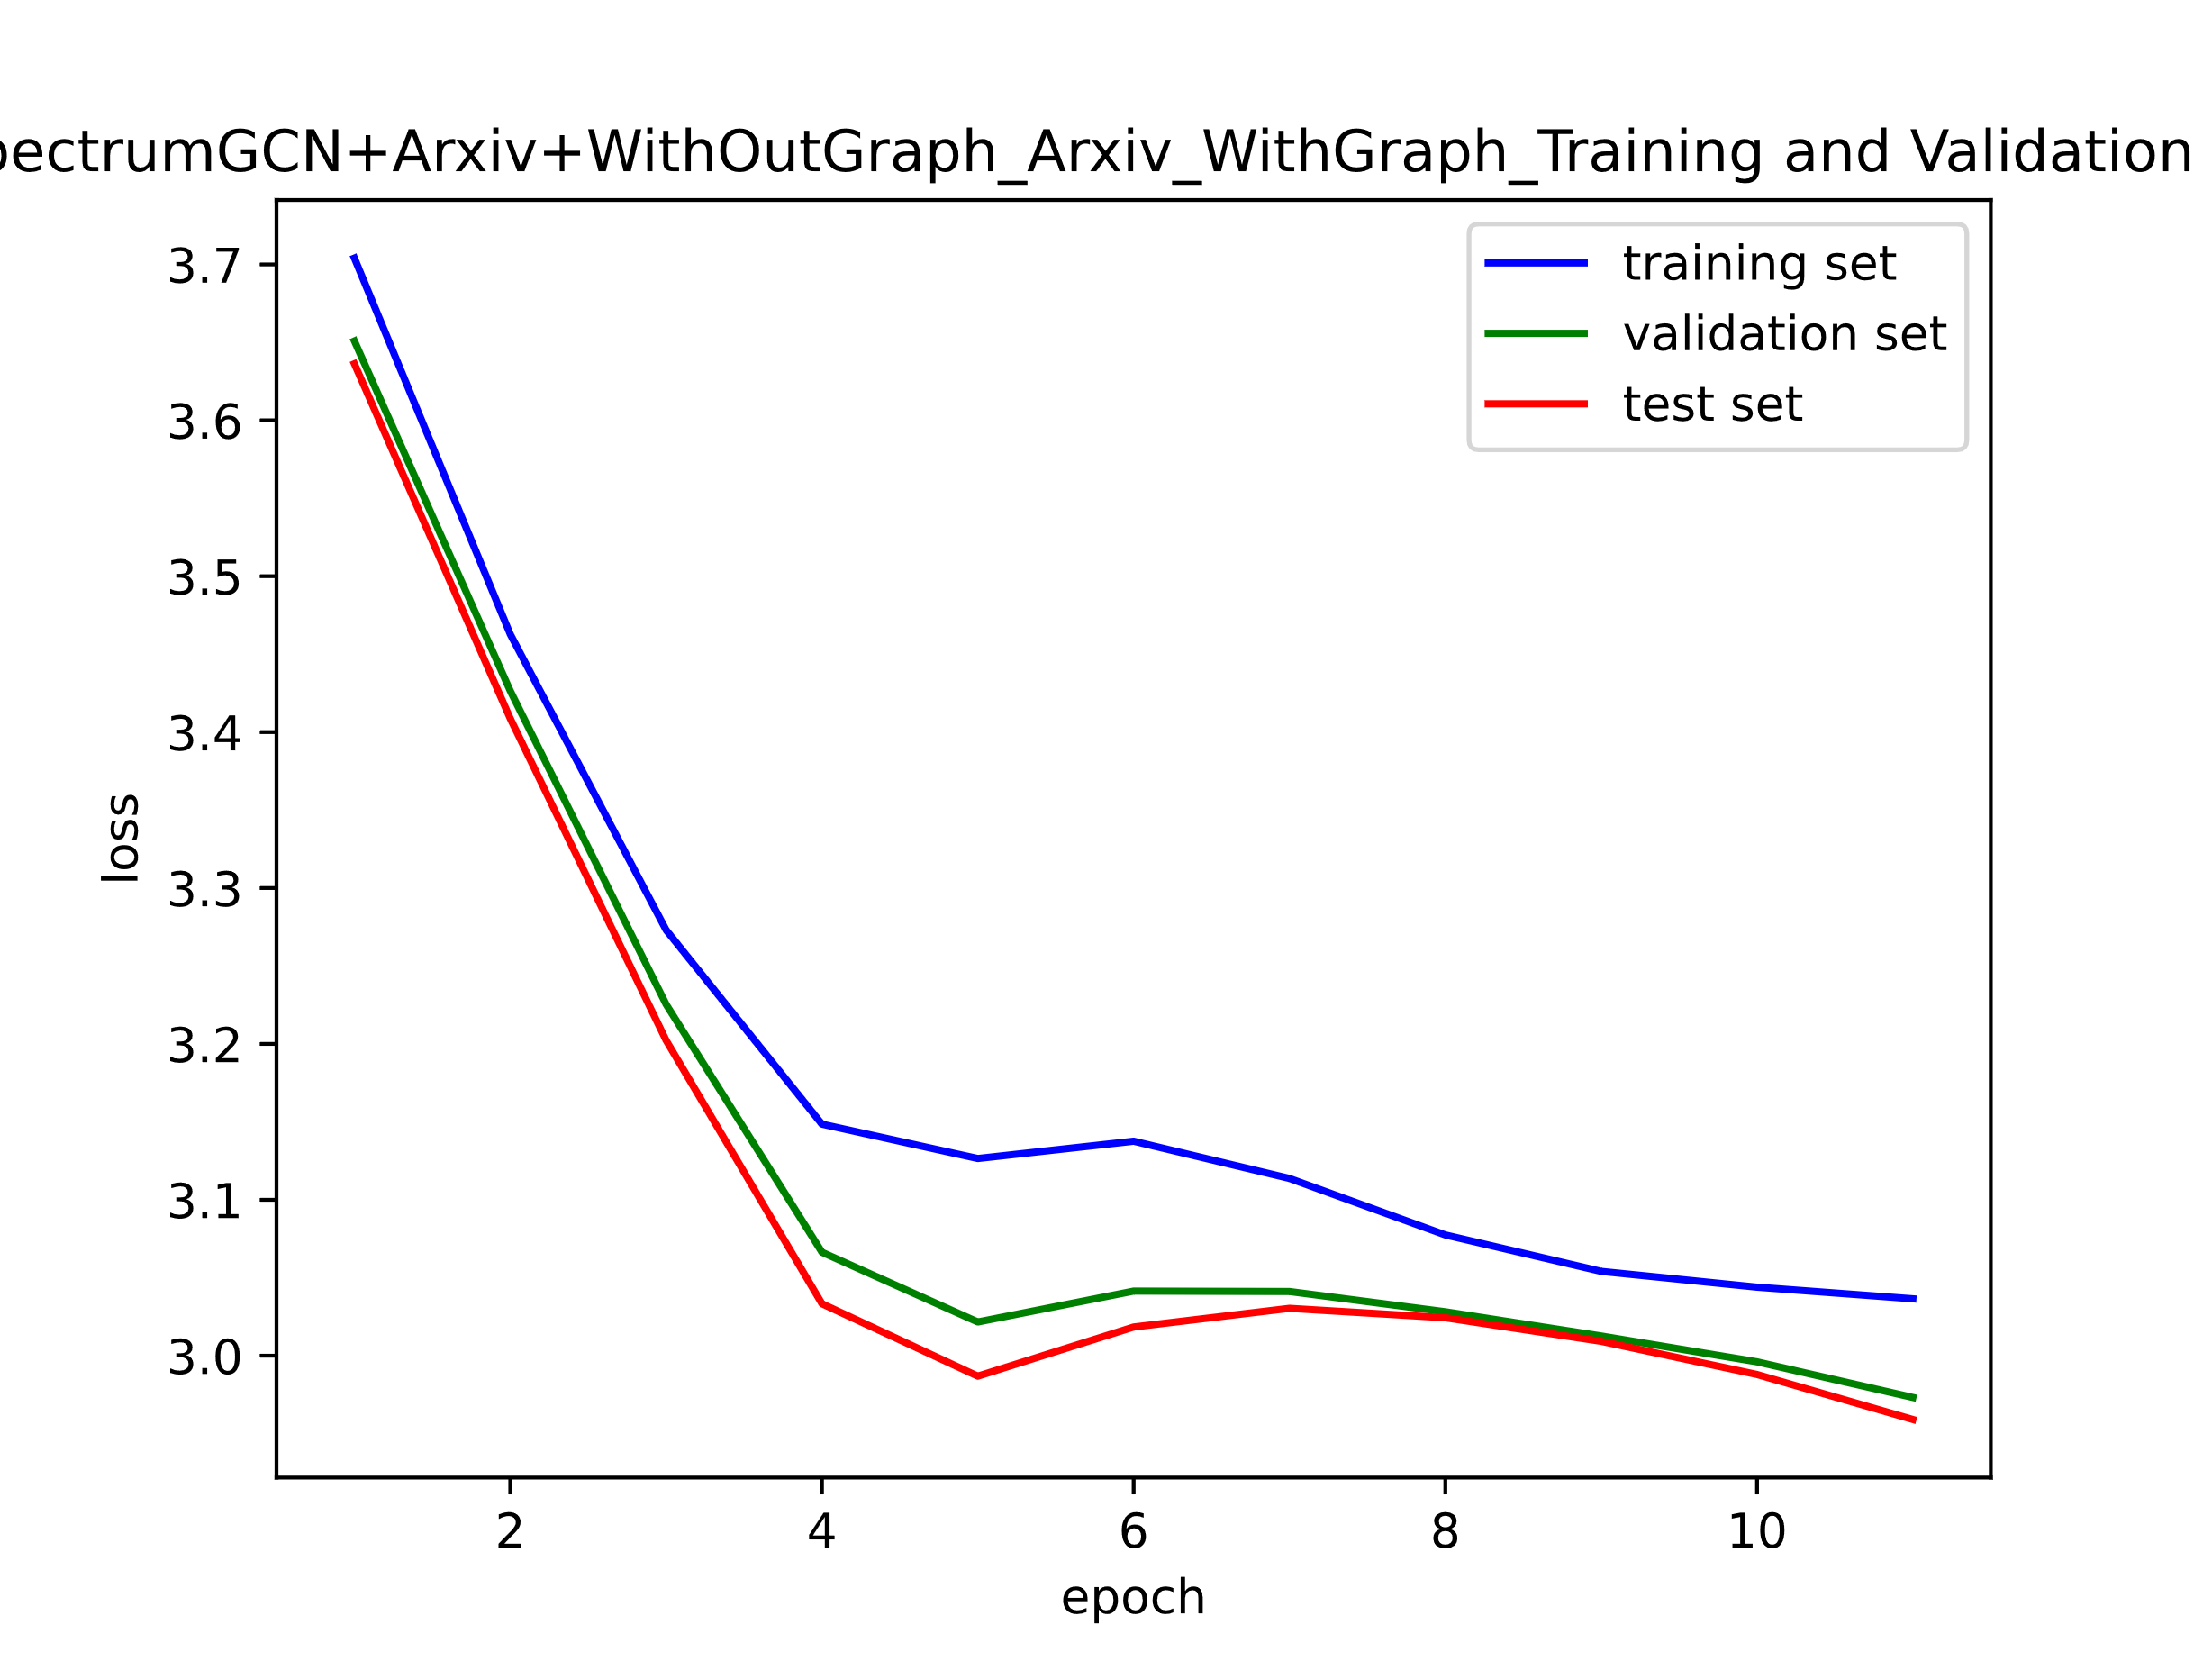 ectrumGCN+Arxiv+WithOutGraph_Arxiv_WithGraph_Training and Validation
training set
validation set
test set
3.7
3.6
3.5
3.4
3.3
3.2
3.1
3.0
loss
2 4 6 8 10
epoch